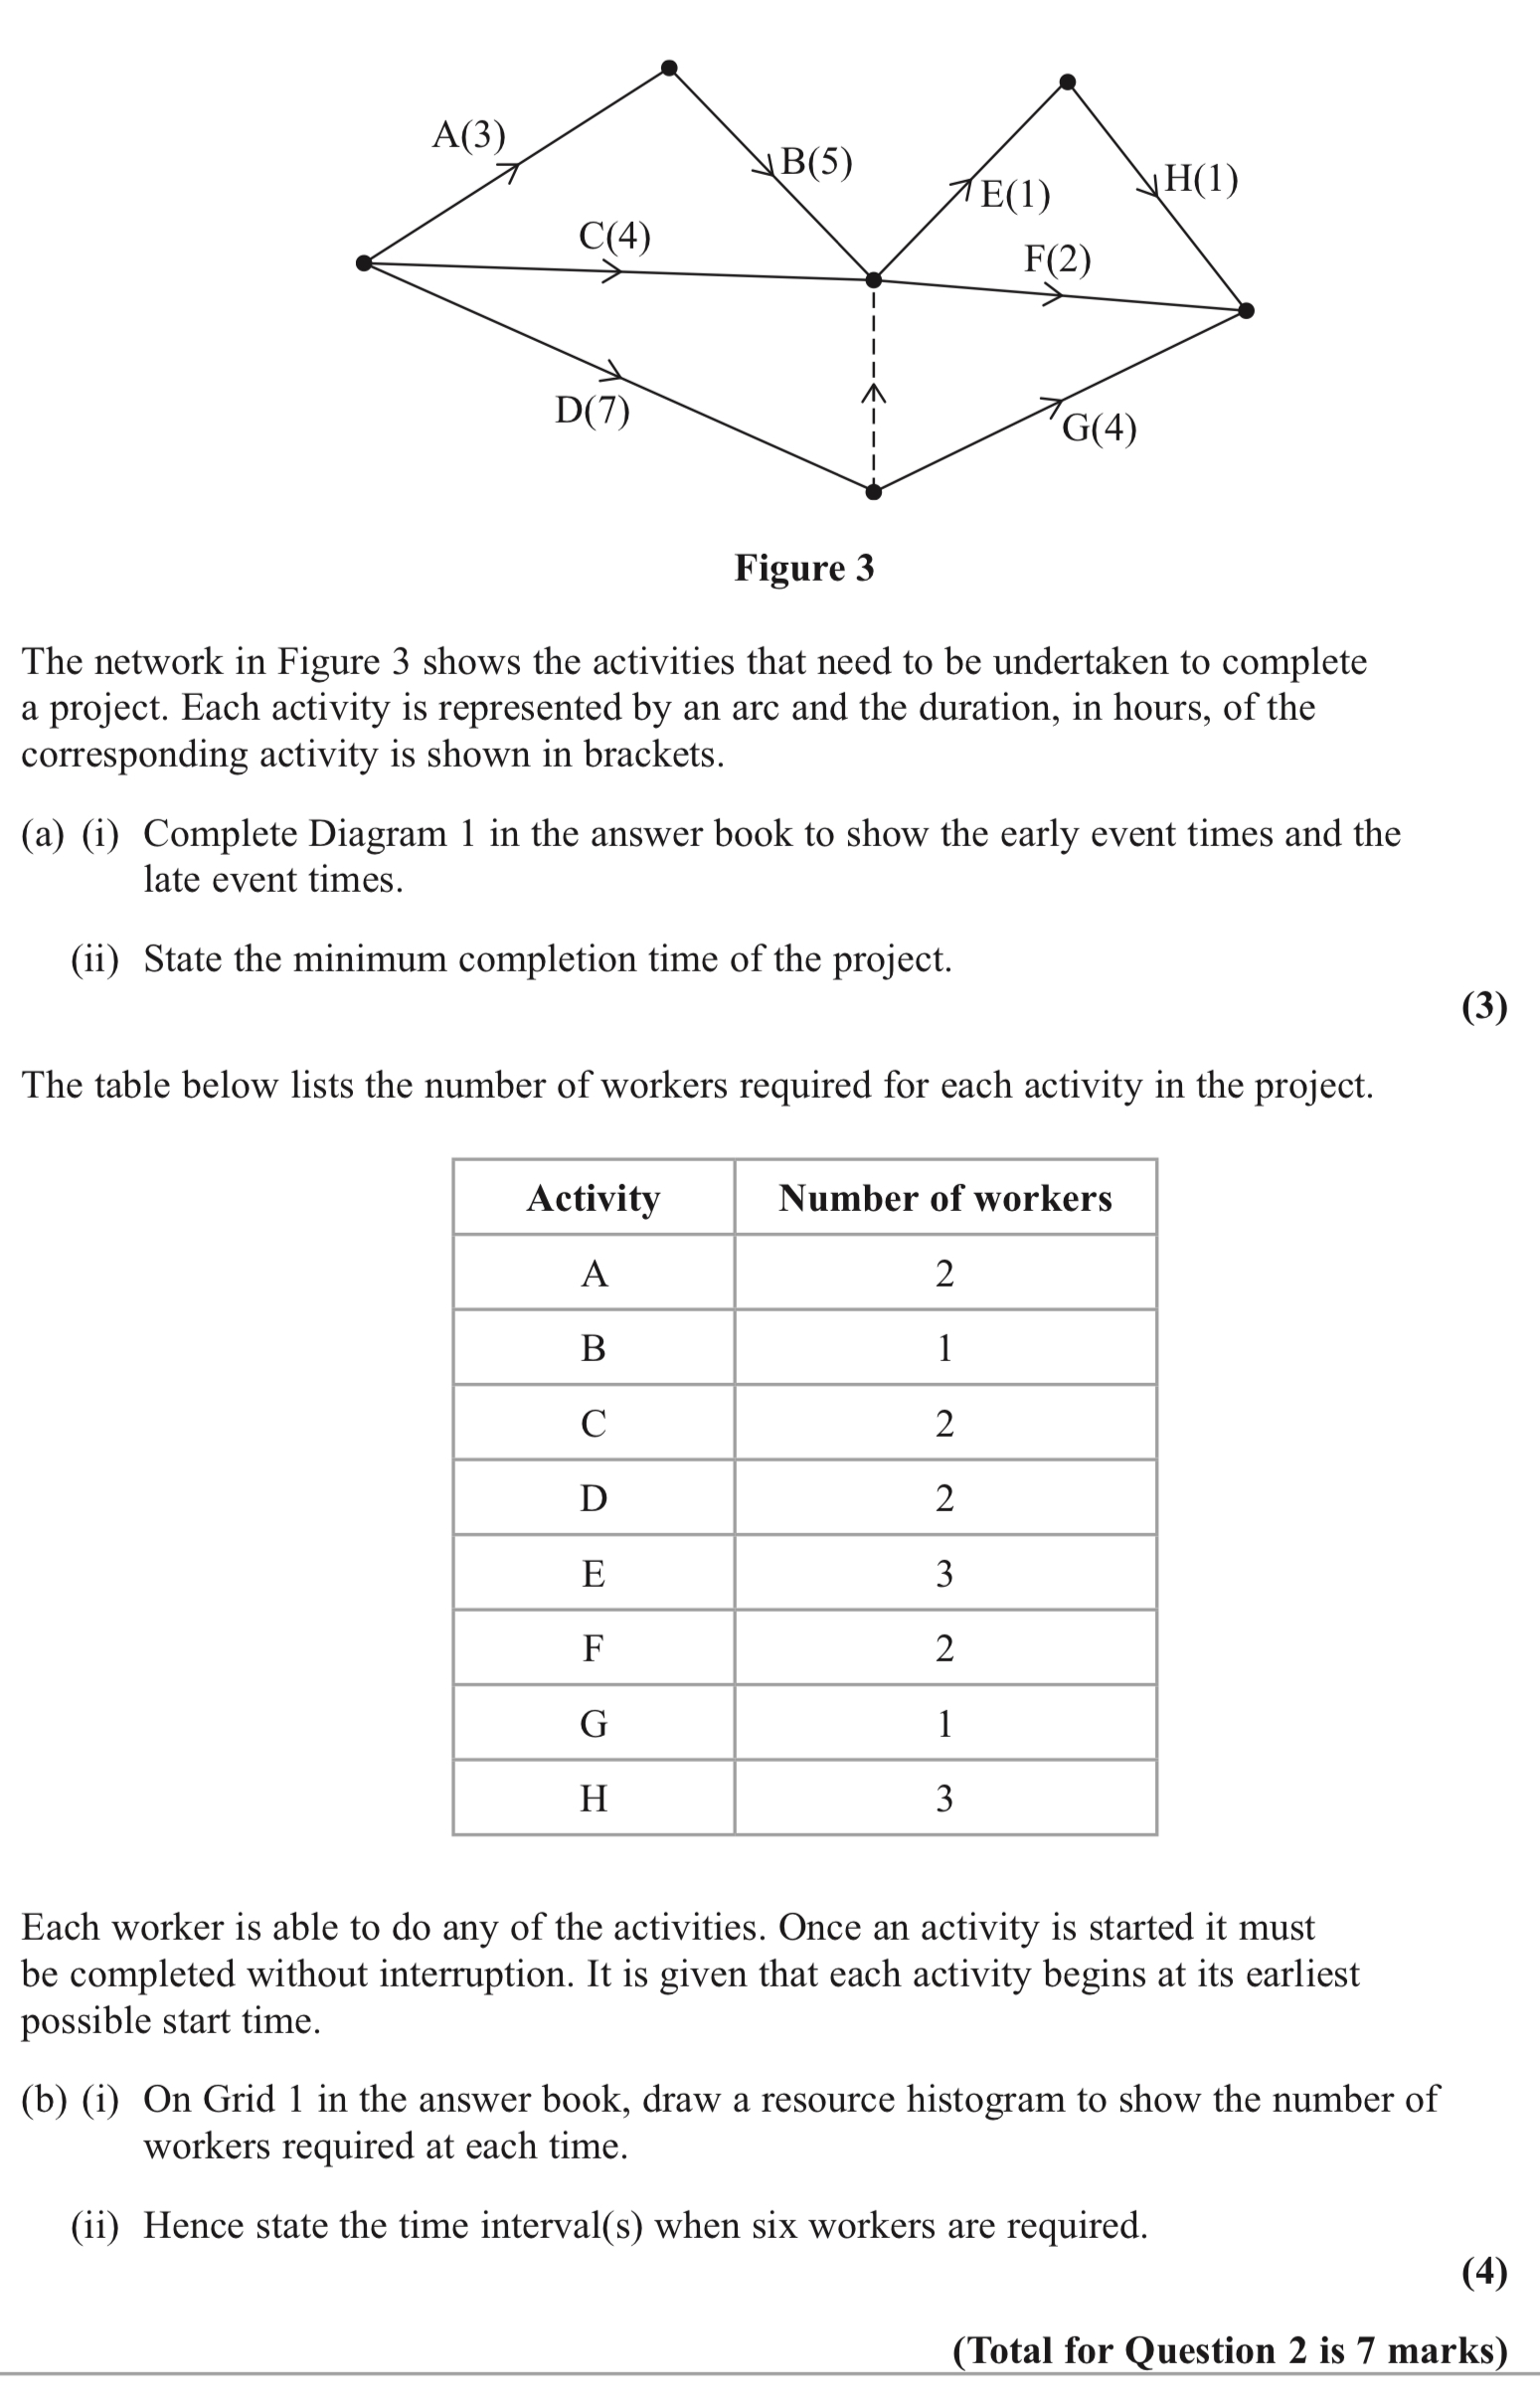 A(3)
B(5)
H(1)
E(1)
C(4)
F(2)
D(7)
G(4)
Figure 3
The network in Figure 3 shows the activities that need to be undertaken to complete
a project. Each activity is represented by an arc and the duration, in hours, of the
corresponding activity is shown in brackets.
(a) (i) Complete Diagram 1 in the answer book to show the early event times and the
late event times.
(ii) State the minimum completion time of the project.
(3)
The table below lists the number of workers required for each activity in the project.
Activity Number of workers
A 2
B 1
C 2
D 2
E 3
F 2
G 1
H 3
Each worker is able to do any of the activities. Once an activity is started it must
be completed without interruption. It is given that each activity begins at its earliest
possible start time.
(b) (i) On Grid 1 in the answer book, draw a resource histogram to show the number of
workers required at each time.
(ii) Hence state the time interval(s) when six workers are required.
(4)
(Total for Question 2 is 7 marks)